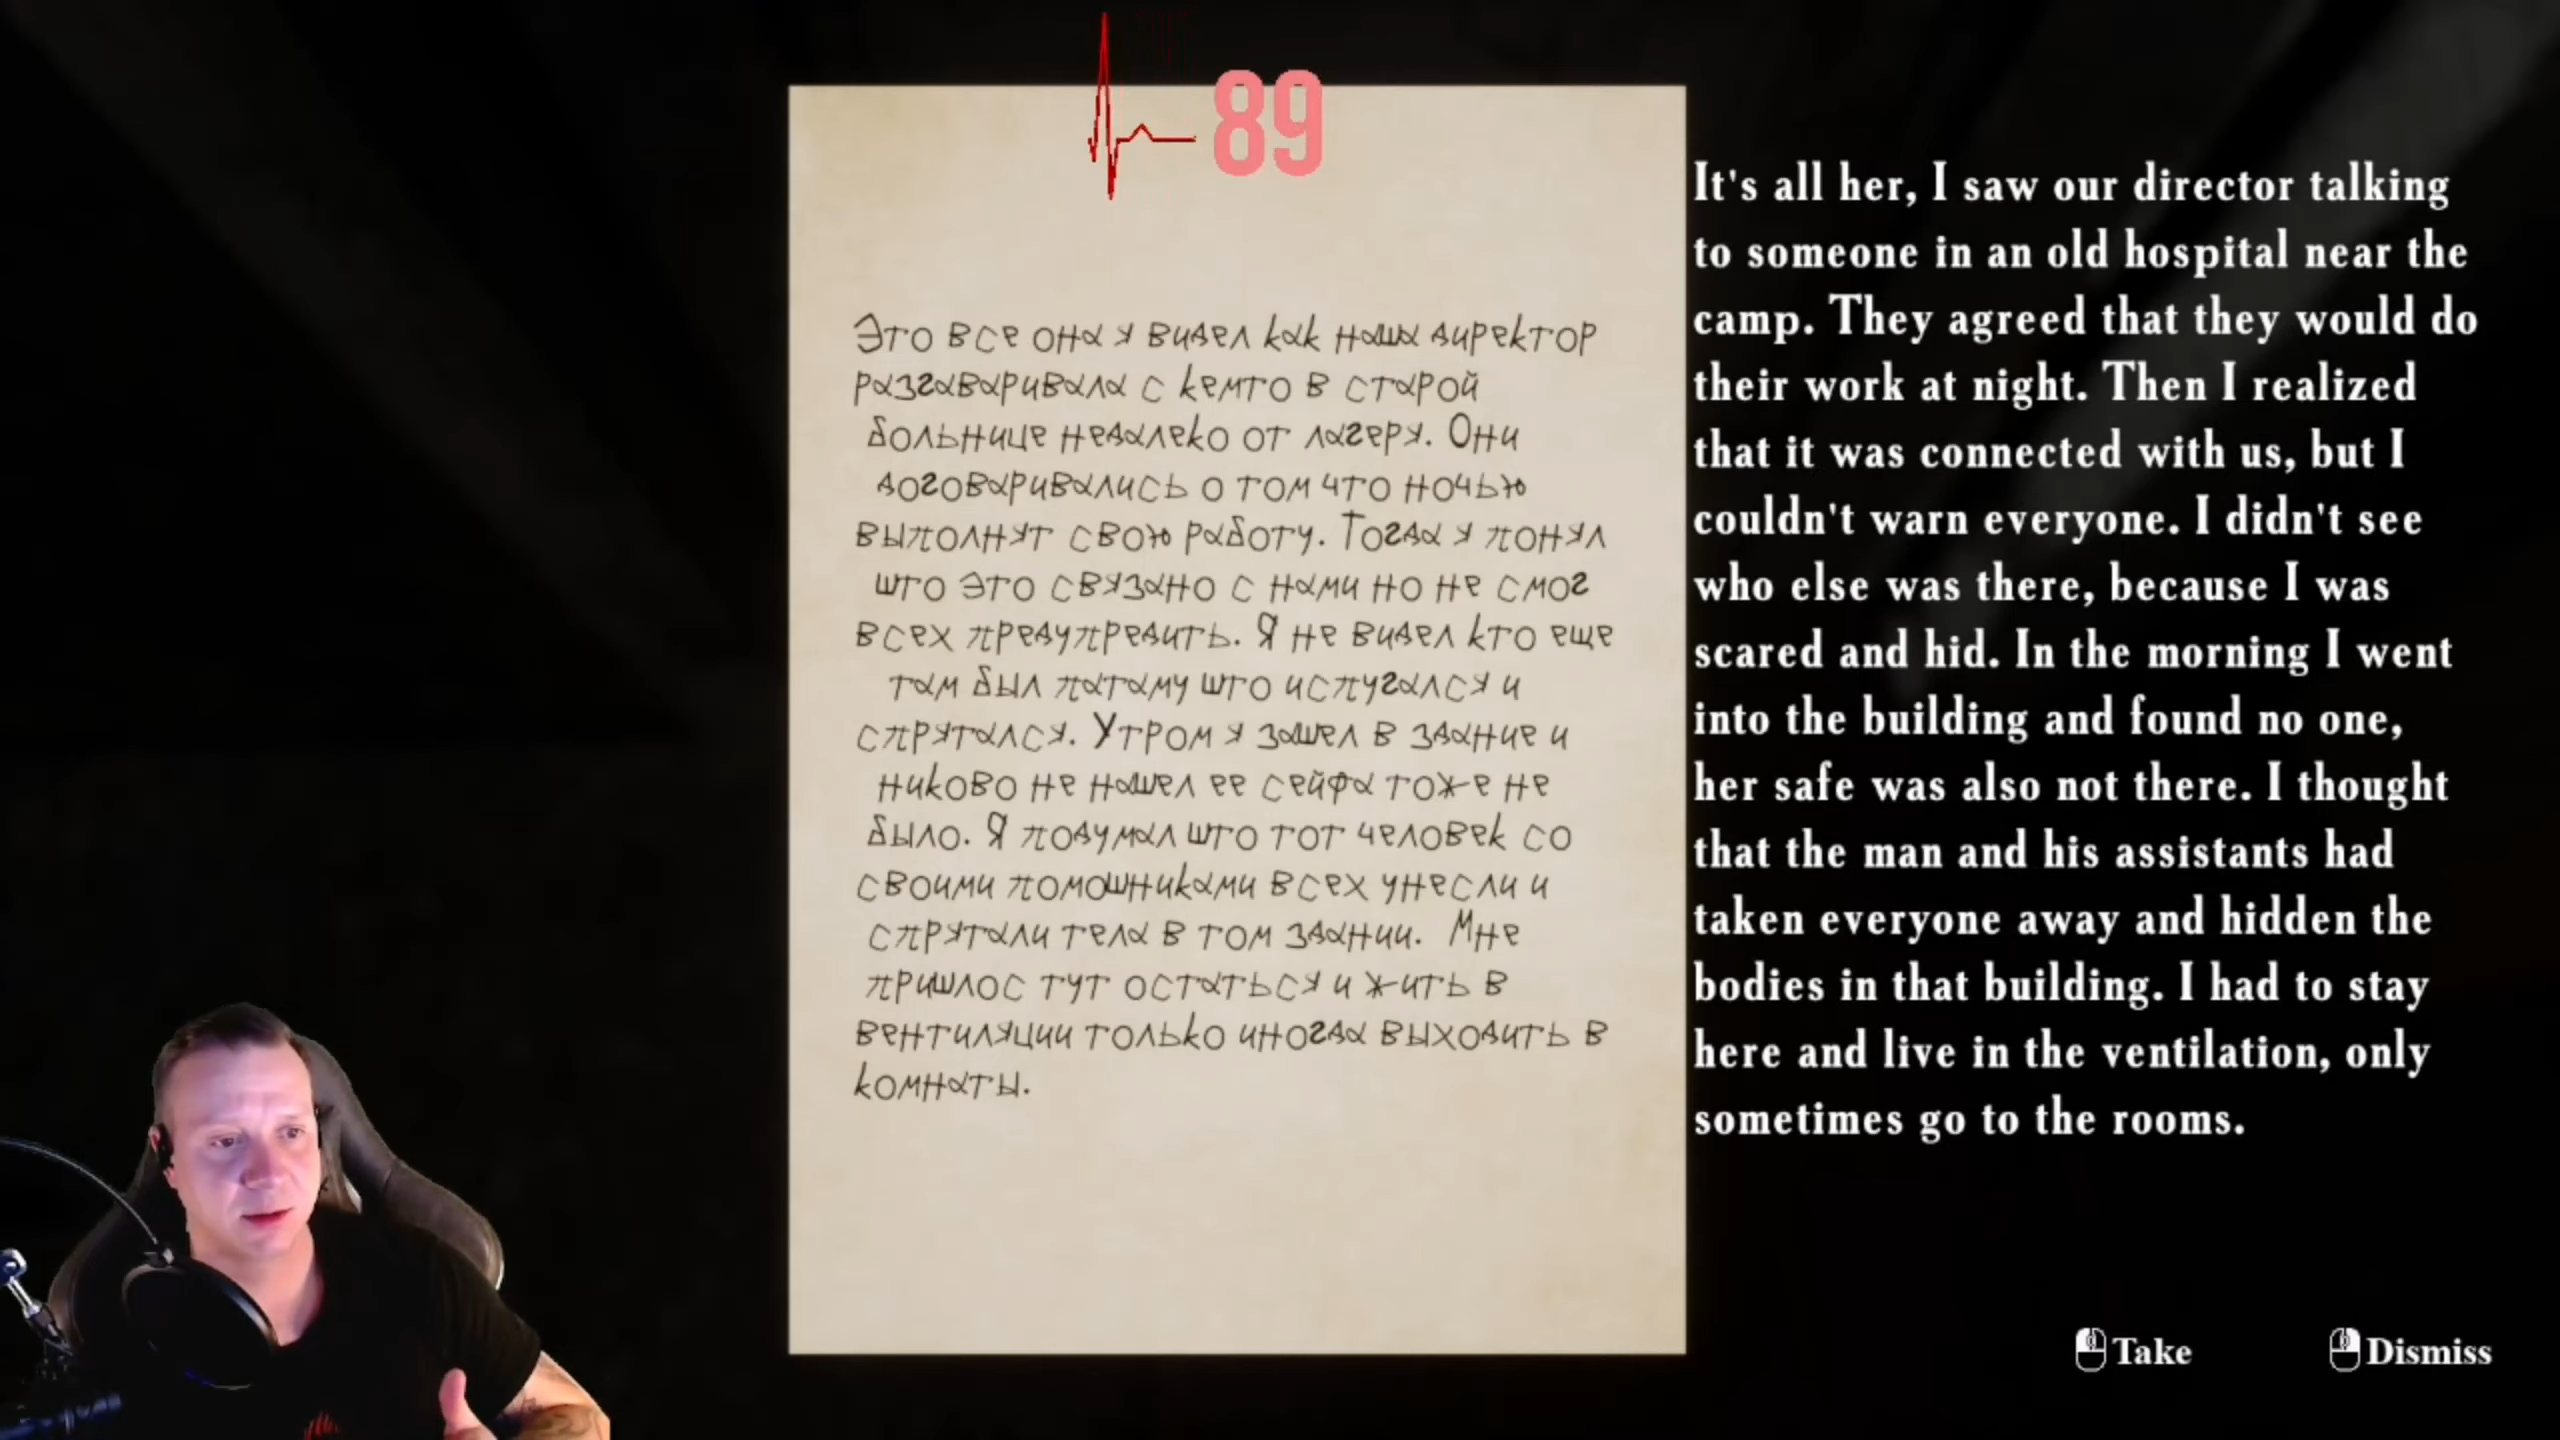 89
Это все она я видел как наша директор
разгаваривала с кемто в старой
больнице недалеко от лагеря. Они
договаривались о том что ночью
выполнят свою работу. Тогда я понял
што это связано с нами но не смог
всех предупредить. Я не видел кто еще
там был патаму што испугался и
спрятался. Утром я зашел в здание и
никово не нашел ее сейфа тоже не
было. Я подумал што тот человек со
своими помошниками всех унесли и
спрятали тела в том здании. Мне
пришлос тут остаться и жить в
вентиляции только иногда выходить в
комнаты.
It's all her, I saw our director talking
to someone in an old hospital near the
camp. They agreed that they would do
their work at night. Then I realized
that it was connected with us, but I
couldn't warn everyone. I didn't see
who else was there, because I was
scared and hid. In the morning I went
into the building and found no one,
her safe was also not there. I thought
that the man and his assistants had
taken everyone away and hidden the
bodies in that building. I had to stay
here and live in the ventilation, only
sometimes go to the rooms.
Take Dismiss